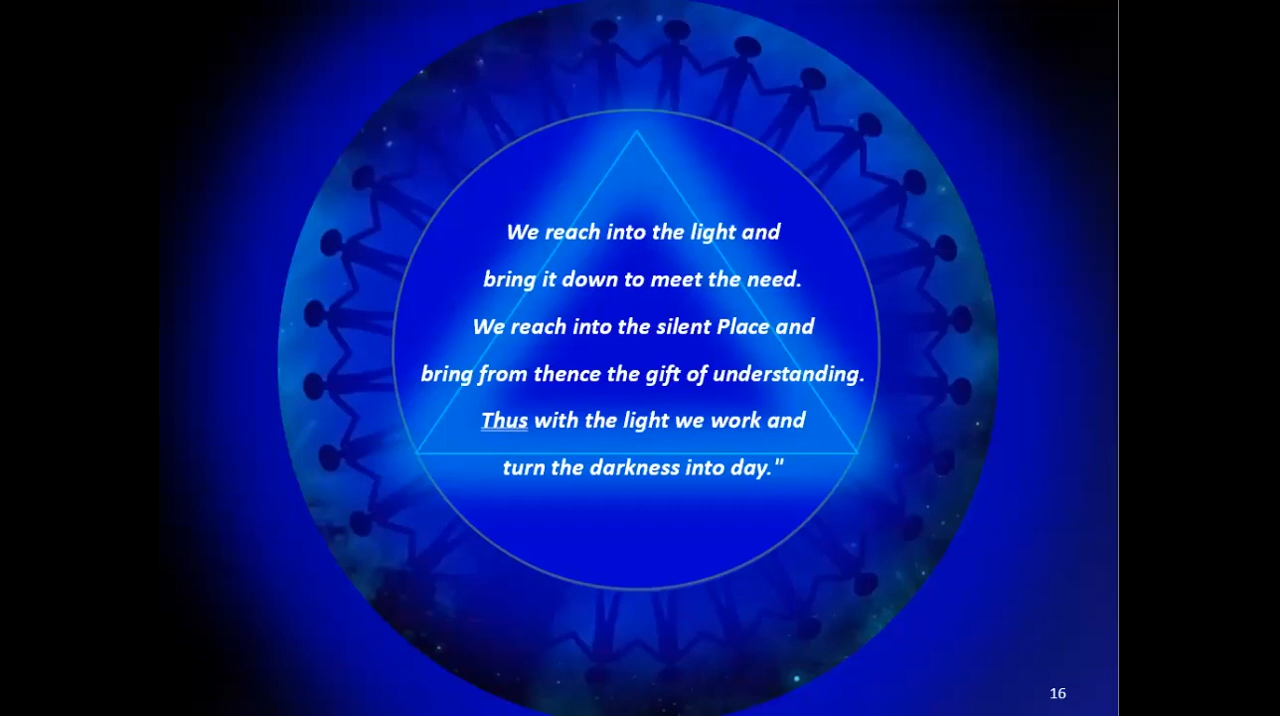 We reach into the light and
bring it down to meet the need.
We reach into the silent Place and
bring from thence the gift of understanding.
Thus with the light we work and
turn the darkness into day."
16